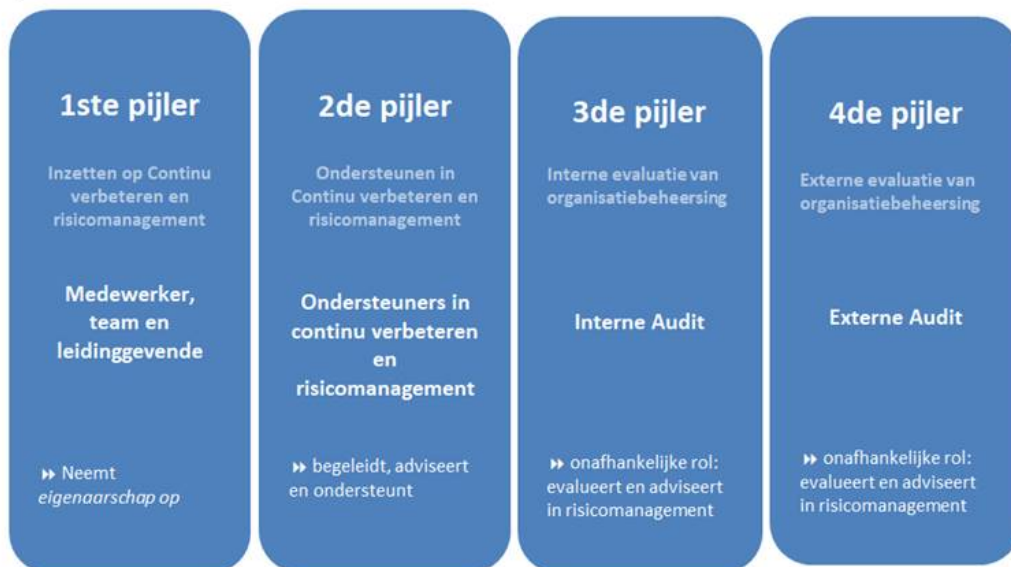 1ste pijler
Inzetten op Continu
verbeteren en
risicomanagement
Medewerker,
team en
leidinggevende
Neemt
eigenaarschap op
2de pijler
Ondersteunen in
Continu verbeteren en
risicomanagement
Ondersteuners in
continu verbeteren
en
risicomanagement
begeleidt, adviseert
en ondersteunt
3de pijler
Interne evaluatie van
organisatiebeheersing
Interne Audit
onafhankelijke rol:
evalueert en adviseert
in risicomanagement
4de pijler
Externe evaluatie van
organisatiebeheersing
Externe Audit
onafhankelijke rol:
evalueert en adviseert
in risicomanagement